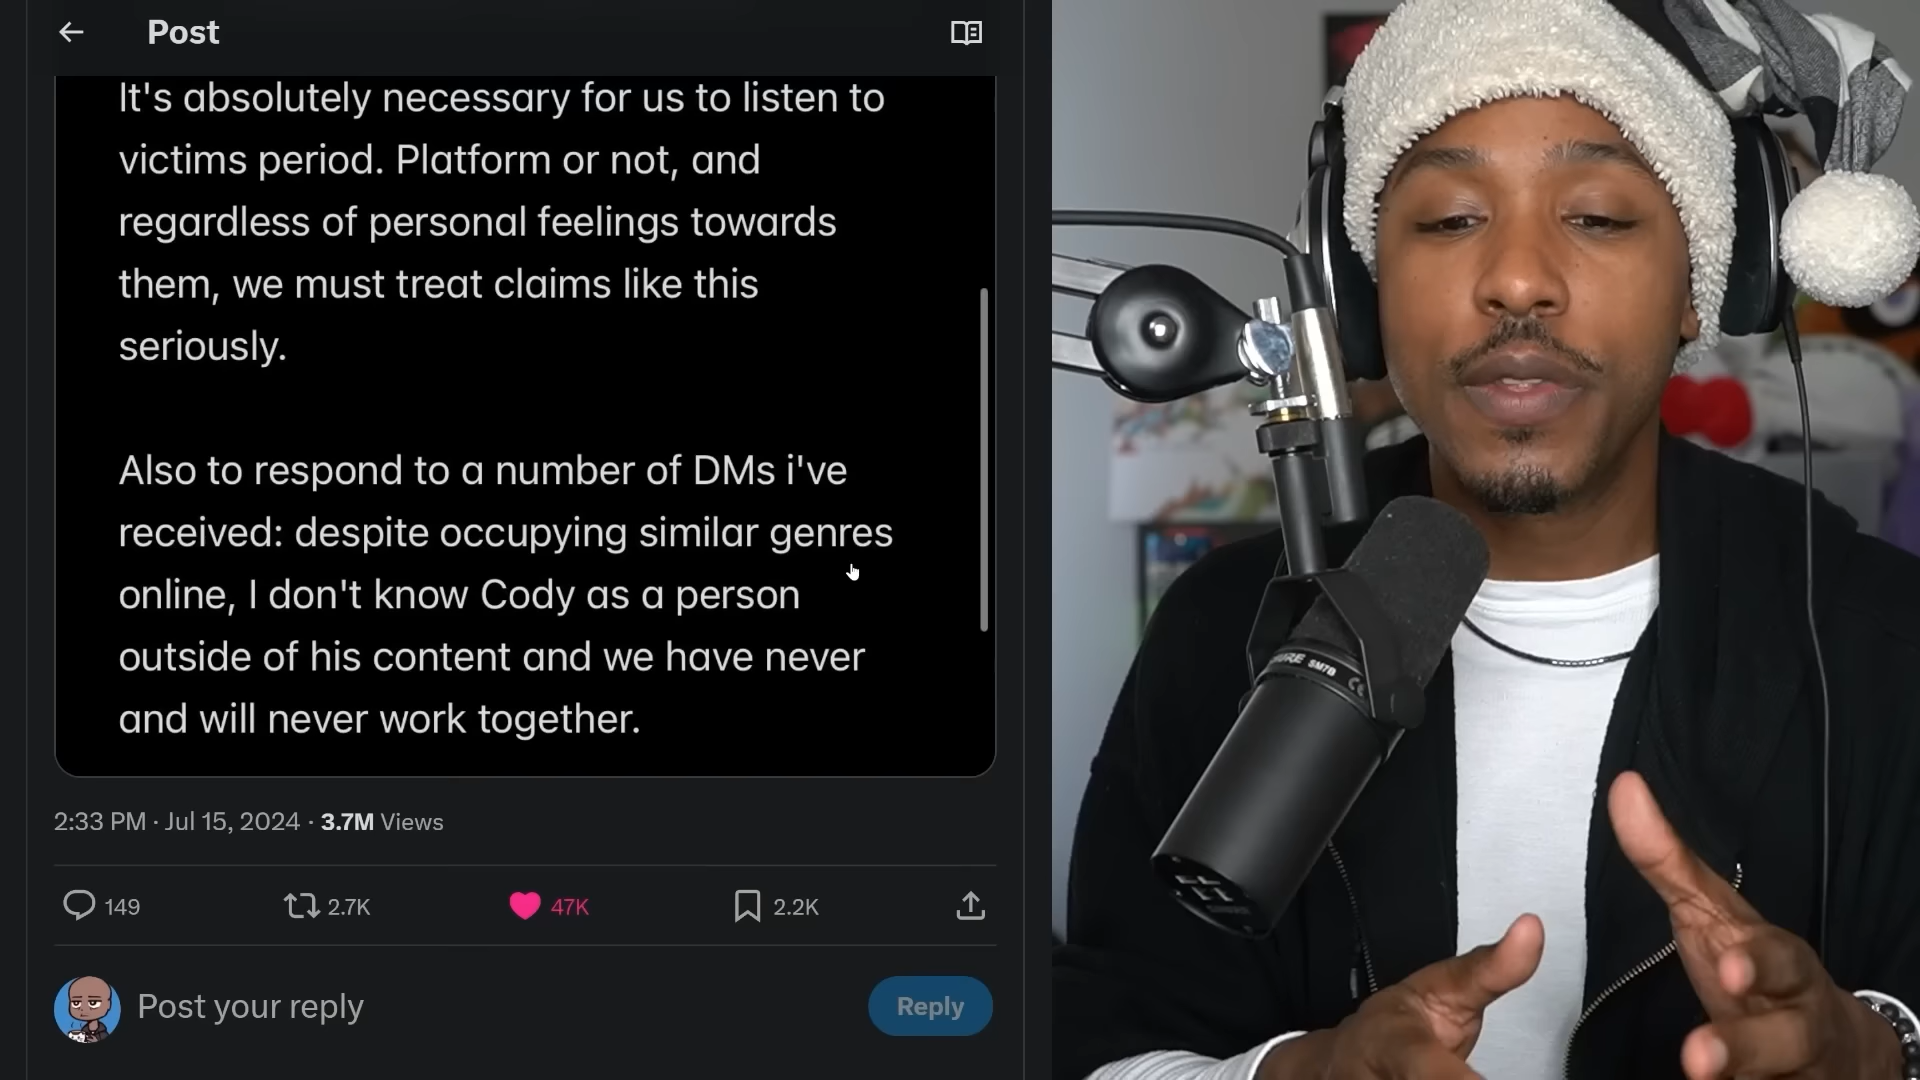 Post
It's absolutely necessary for us to listen to
victims period. Platform or not, and
regardless of personal feelings towards
them, we must treat claims like this
seriously.
Also to respond to a number of DMs i've
received: despite occupying similar genres
online, I don't know Cody as a person
outside of his content and we have never
and will never work together.
2:33 PM · Jul 15, 2024 · 3.7M Views
149 2.7K 47K 2.2K
Post your reply
Reply
SHURE SM7B